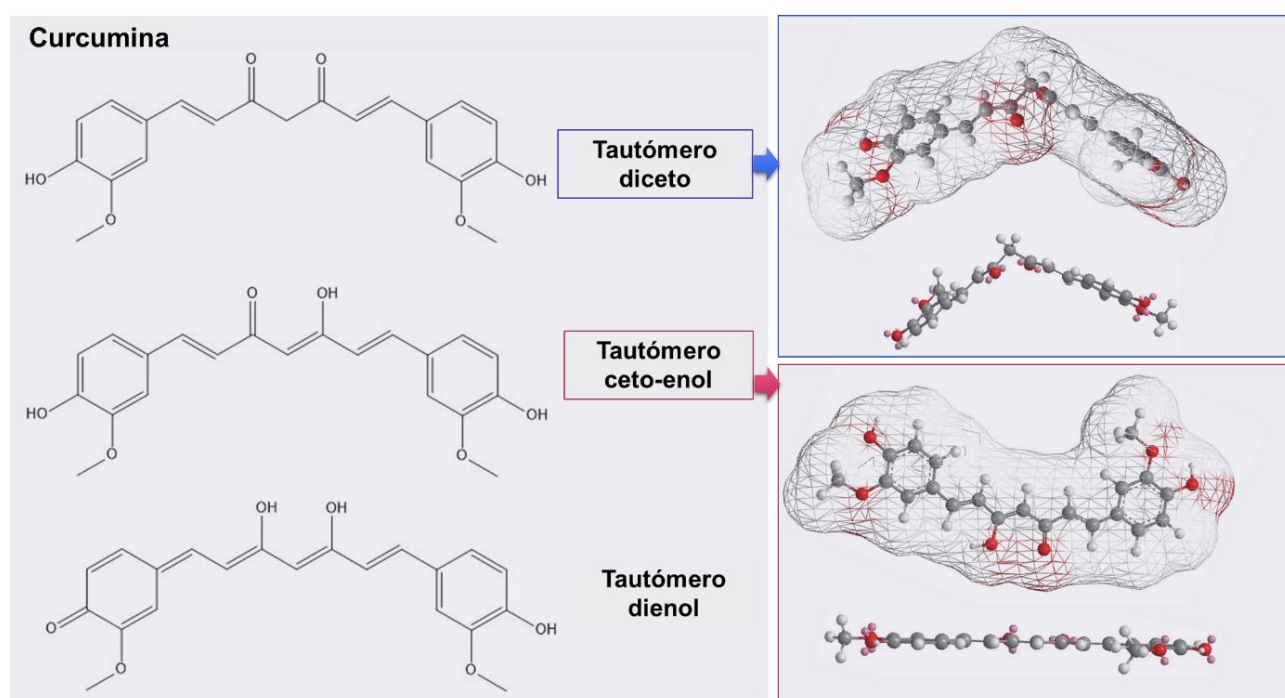 Curcumina
O O
HO
O
O
OH
Tautómero
diceto
O OH
HO
O
O
OH
Tautómero
ceto-enol
OH OH
O
O
O
OH
Tautómero
dienol